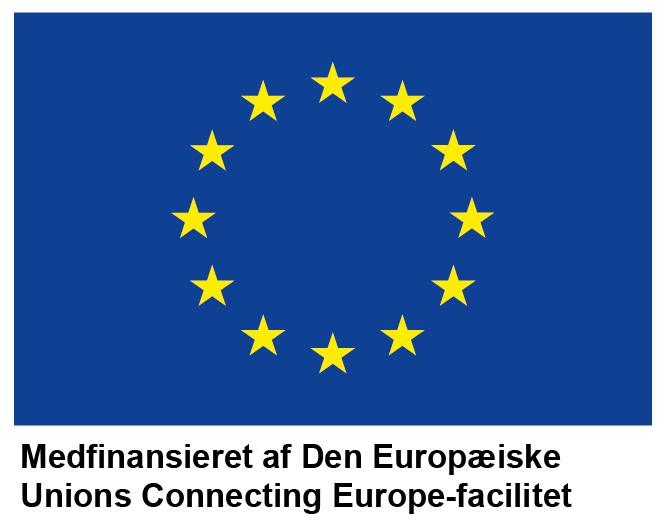 Medfinansieret af Den Europæiske
Unions Connecting Europe-facilitet